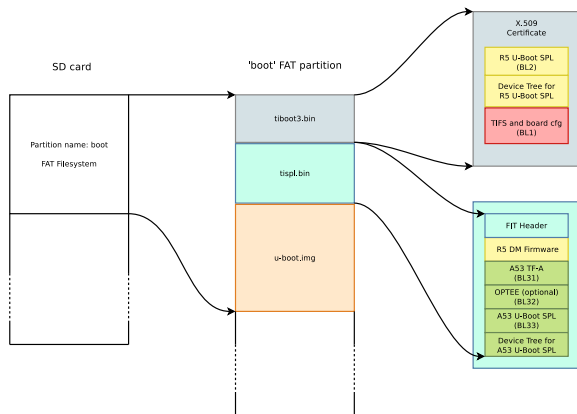 SD card
Partition name: boot
FAT Filesystem
'boot' FAT partition
tiboot3.bin
tispl.bin
u-boot.img
X.509
Certificate
R5 U-Boot SPL
(BL2)
Device Tree for
R5 U-Boot SPL
TIFS and board cfg
(BL1)
FIT Header
R5 DM Firmware
A53 TF-A
(BL31)
OPTEE (optional)
(BL32)
A53 U-Boot SPL
(BL33)
Device Tree for
A53 U-Boot SPL